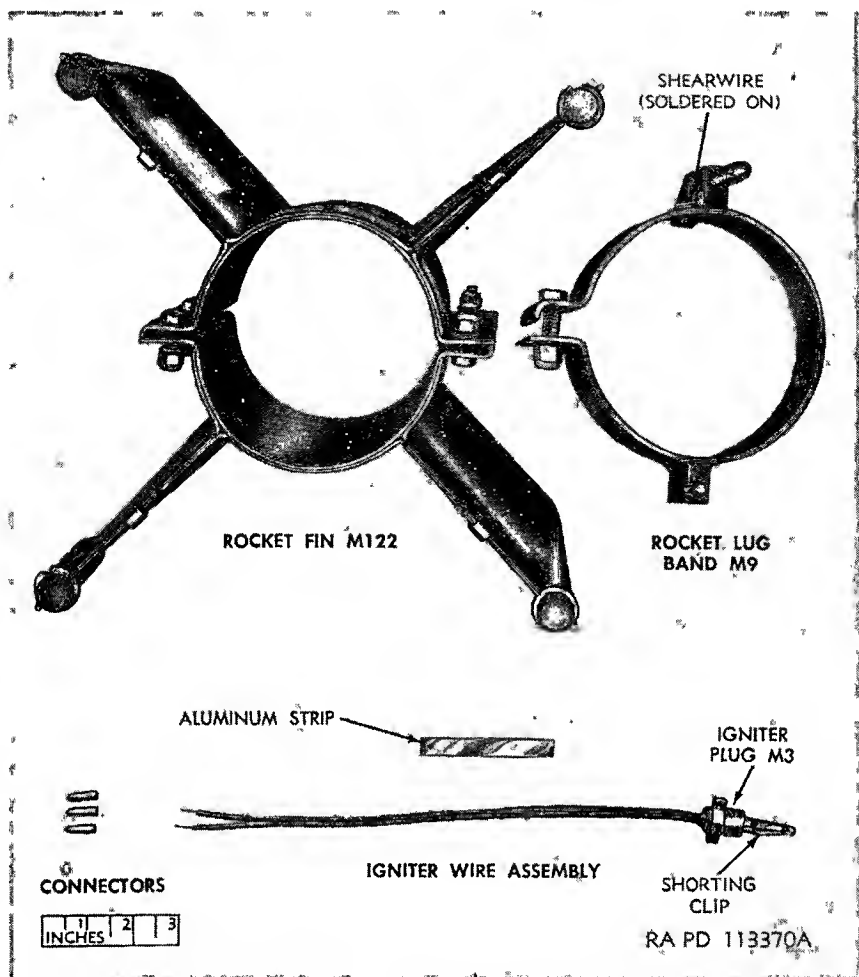 SHEARWIRE
(SOLDERED ON)
ROCKET FIN M122
ROCKET LUG
BAND M9
ALUMINUM STRIP
IGNITER
PLUG M3
IGNITER WIRE ASSEMBLY
CONNECTORS
SHORTING
CLIP
1 2 3
INCHES
RA PD 113370A